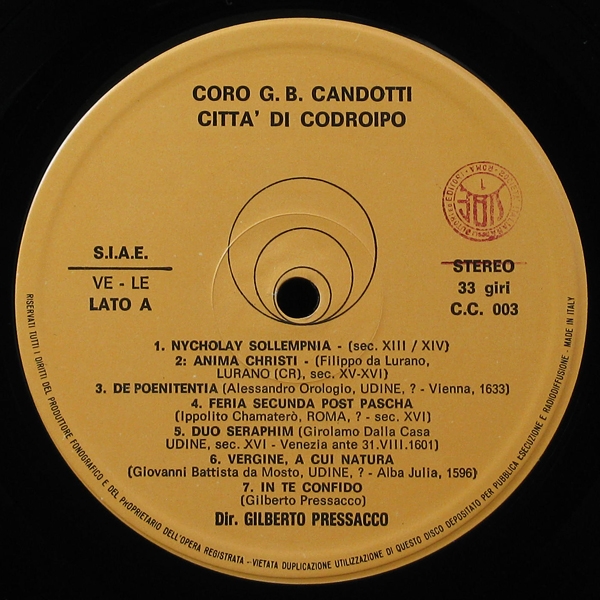 CORO G. B. CANDOTTI
CITTA' DI CODROIPO
S.I.A.E.
VE - LE
LATO A
STEREO
33 giri
C.C. 003
1. NYCHOLAY SOLLEMPNIA - (sec. XIII / XIV)
2: ANIMA CHRISTI - (Filippo da Lurano,
LURANO (CR), sec. XV-XVI)
3. DE POENITENTIA (Alessandro Orologio, UDINE, ? - Vienna, 1633)
4. FERIA SECUNDA POST PASCHA
(Ippolito Chamaterò, ROMA, ? - sec. XVI)
5. DUO SERAPHIM (Girolamo Dalla Casa
UDINE, sec. XVI - Venezia ante 31.VIII.1601)
6. VERGINE, A CUI NATURA
(Giovanni Battista da Mosto, UDINE, ? - Alba Julia, 1596)
7. IN TE CONFIDO
(Gilberto Pressacco)
Dir. GILBERTO PRESSACCO
RISERVATI TUTTI I DIRITTI DEL PRODUTTORE FONOGRAFICO E DEL PROPRIETARIO DELL'OPERA REGISTRATA - VIETATA DUPLICAZIONE UTILIZZAZIONE DI QUESTO DISCO DEPOSITATO PER PUBBLICA ESECUZIONE E RADIODIFFUSIONE - MADE IN ITALY